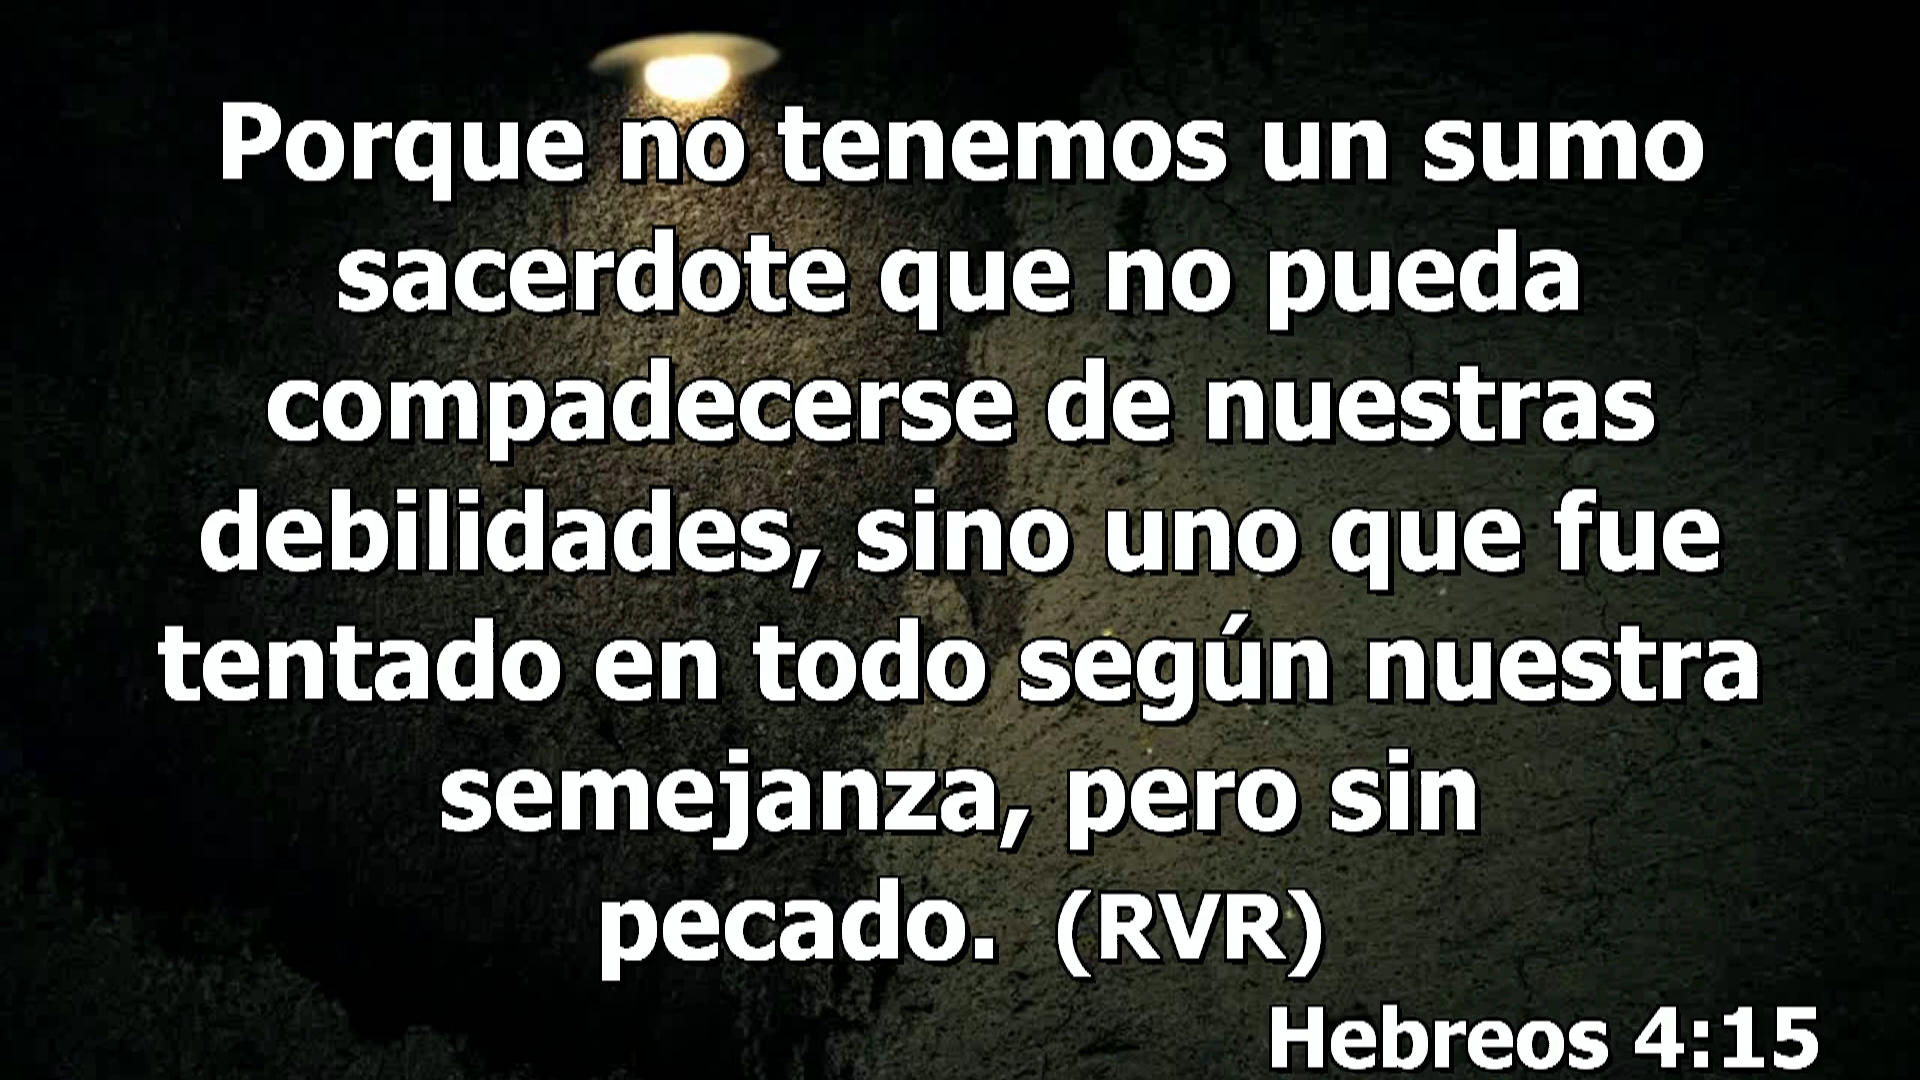 Porque no tenemos un sumo
sacerdote que no pueda
compadecerse de nuestras
debilidades, sino uno que fue
tentado en todo según nuestra
semejanza, pero sin
pecado.  (RVR)
Hebreos 4:15